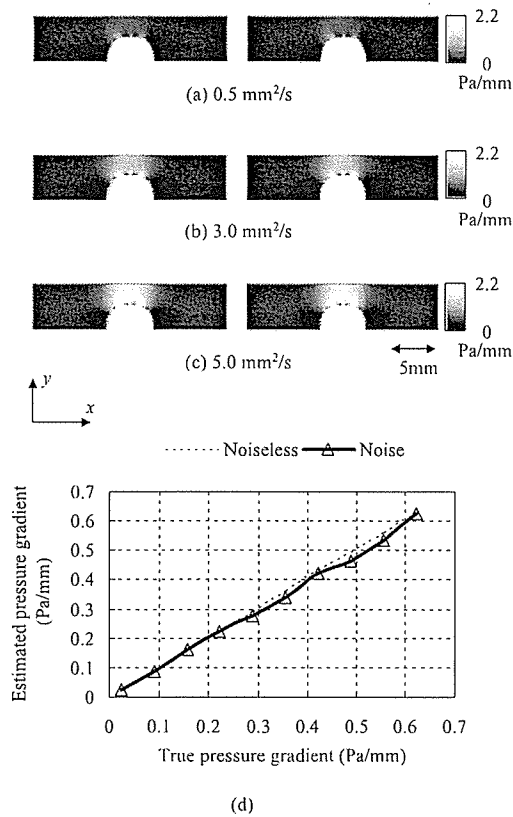 2.2
0
Pa/mm
(a) 0.5 mm²/s
2.2
0
Pa/mm
(b) 3.0 mm²/s
2.2
0
Pa/mm
(c) 5.0 mm²/s
5mm
y
x
Noiseless Noise
Estimated pressure gradient
(Pa/mm)
0.7
0.6
0.5
0.4
0.3
0.2
0.1
0
0 0.1 0.2 0.3 0.4 0.5 0.6 0.7
True pressure gradient (Pa/mm)
(d)